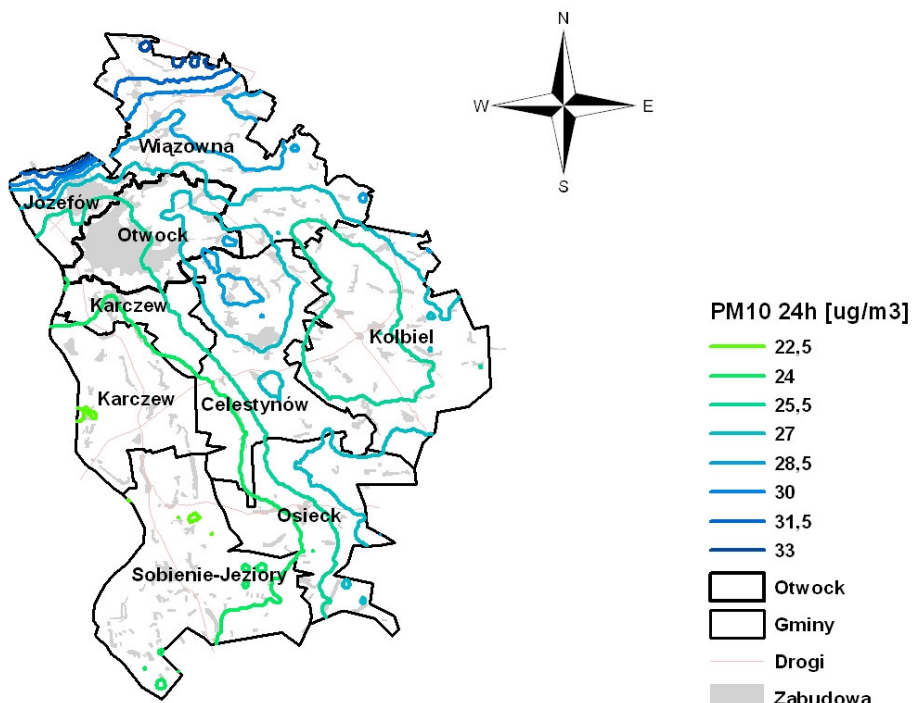 N
W E
S
Wiązowna
Józefów
Otwock
Karczew
Kolbiel
Karczew
Celestynów
Osieck
Sobienie-Jeziory
PM10 24h [ug/m3]
22,5
24
25,5
27
28,5
30
31,5
33
Otwock
Gminy
Drogi
Zabudowa